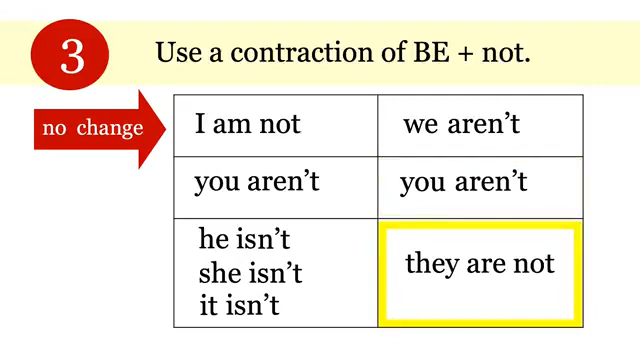 3
Use a contraction of BE + not.
no change
I am not
we aren’t
you aren’t
you aren’t
he isn’t
she isn’t
it isn’t
they are not